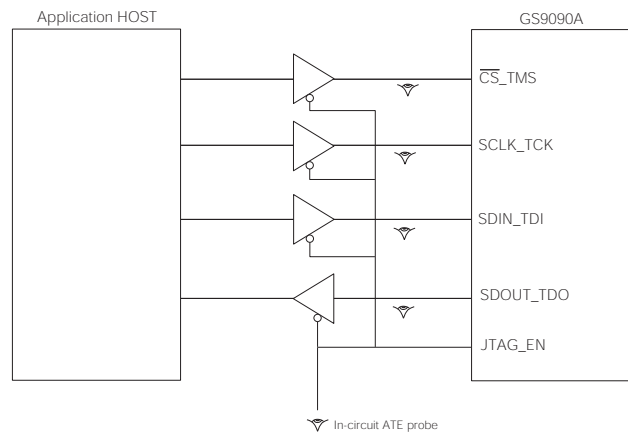 Application HOST
GS9090A
CS_TMS
SCLK_TCK
SDIN_TDI
SDOUT_TDO
JTAG_EN
In-circuit ATE probe